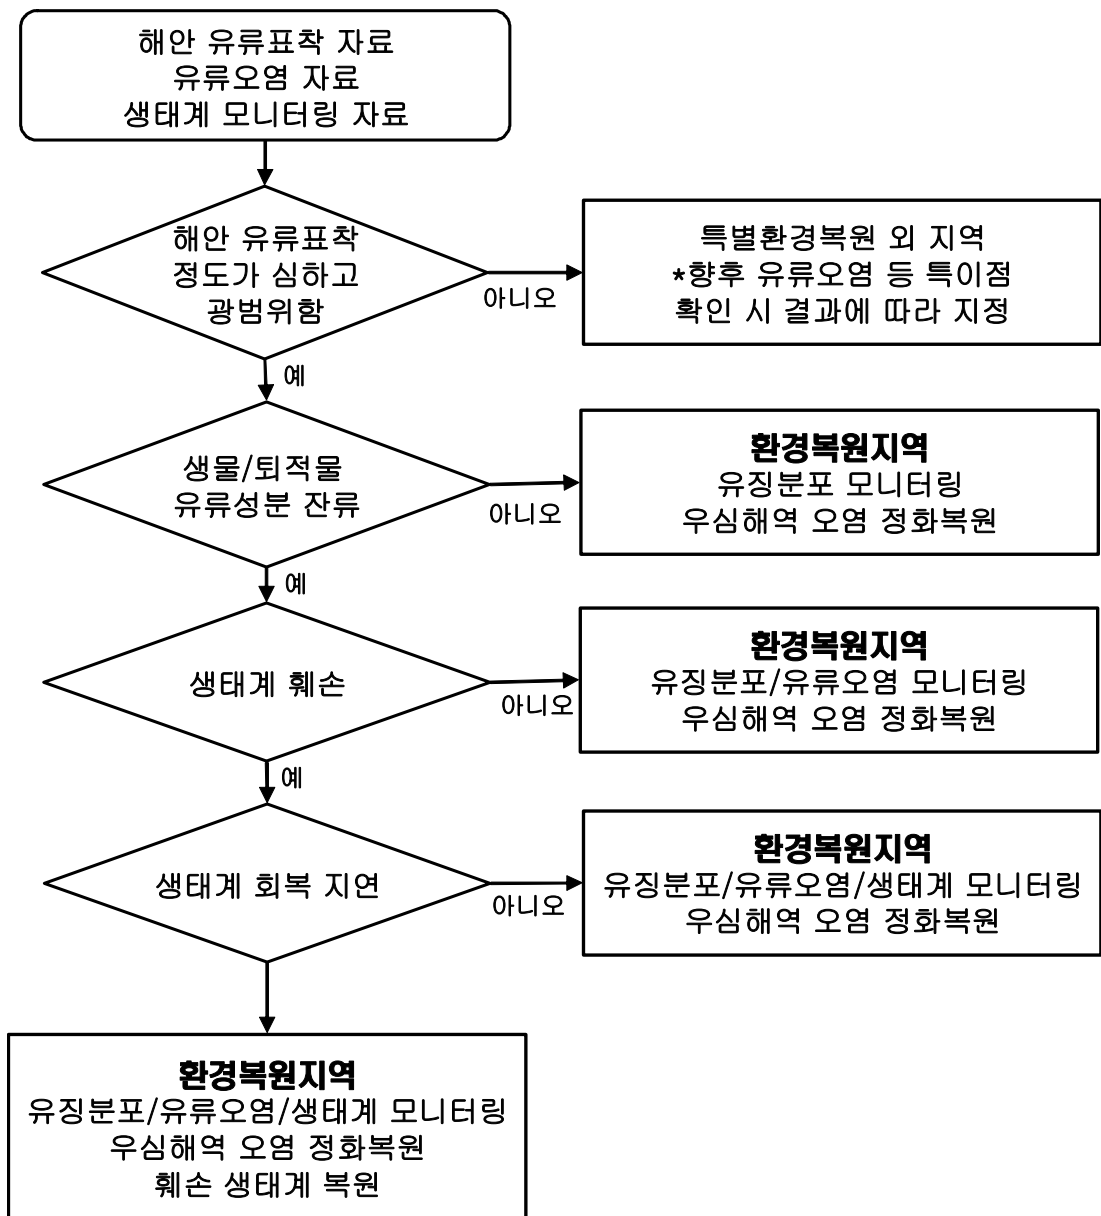 해안 유류표착 자료
유류오염 자료
생태계 모니터링 자료
해안 유류표착
정도가 심하고
광범위함
아니오
특별환경복원 외 지역
*향후 유류오염 등 특이점
확인 시 결과에 따라 지정
예
생물/퇴적물
유류성분 잔류
아니오
환경복원지역
유징분포 모니터링
우심해역 오염 정화복원
예
생태계 훼손
아니오
환경복원지역
유징분포/유류오염 모니터링
우심해역 오염 정화복원
예
생태계 회복 지연
아니오
환경복원지역
유징분포/유류오염/생태계 모니터링
우심해역 오염 정화복원
환경복원지역
유징분포/유류오염/생태계 모니터링
우심해역 오염 정화복원
훼손 생태계 복원